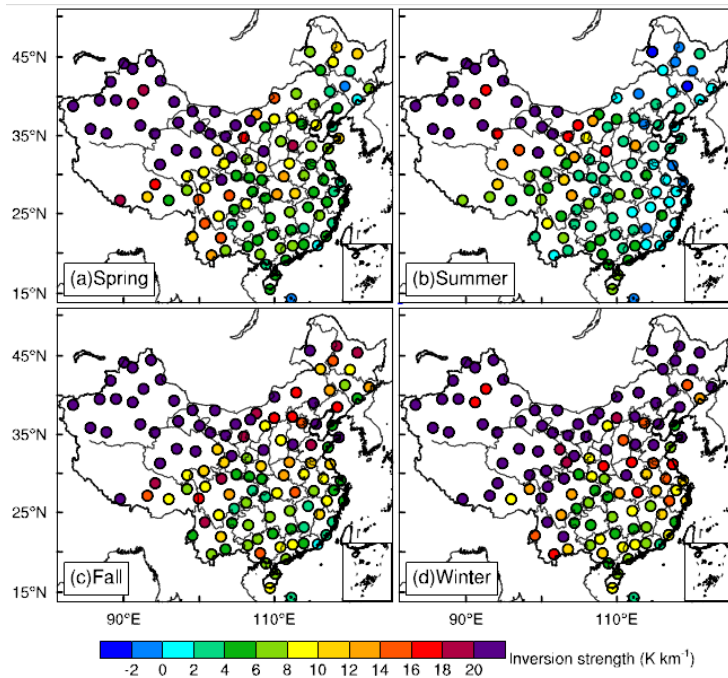 45°N
35°N
25°N
15°N
(a)Spring
(b)Summer
45°N
35°N
25°N
15°N
(c)Fall
(d)Winter
90°E 110°E 90°E 110°E
-2 0 2 4 6 8 10 12 14 16 18 20 Inversion strength (K km⁻¹)